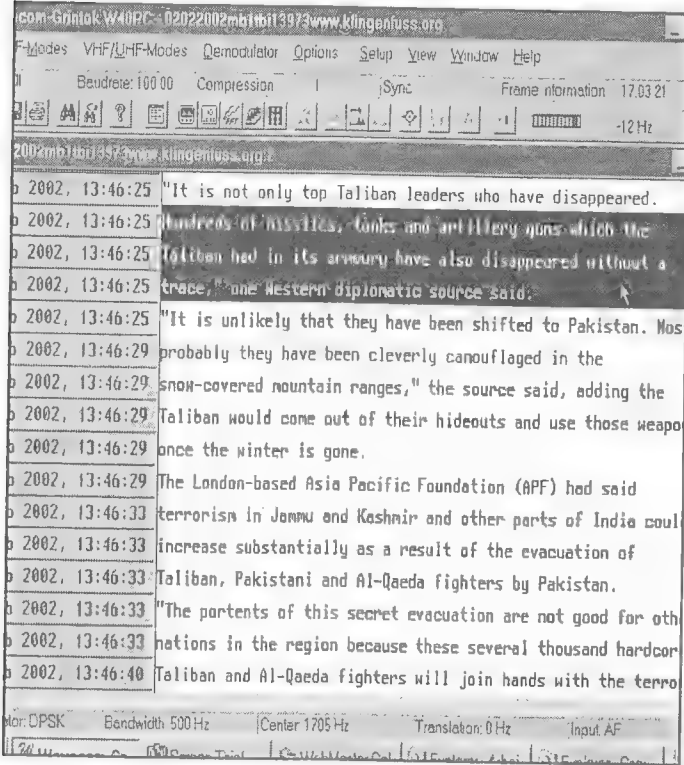 .com-Grintok W40PC - 02022002mb1tbi13973www.klingenfuss.org
F-Modes VHF/UHF-Modes Demodulator Options Setup View Window Help
Baudrate: 100.00 Compression Sync Frame information 17.03.21
-12 Hz
2002mb1tbi13973www.klingenfuss.org
b 2002, 13:46:25 "It is not only top Taliban leaders who have disappeared.
b 2002, 13:46:25 Hundreds of missiles, tanks and artillery guns which the
b 2002, 13:46:25 Taliban had in its armoury have also disappeared without a
b 2002, 13:46:25 trace," one Western diplomatic source said.
b 2002, 13:46:25 "It is unlikely that they have been shifted to Pakistan. Mos
b 2002, 13:46:29 probably they have been cleverly camouflaged in the
b 2002, 13:46:29 snow-covered mountain ranges," the source said, adding the
b 2002, 13:46:29 Taliban would come out of their hideouts and use those weapo
b 2002, 13:46:29 once the winter is gone.
b 2002, 13:46:29 The London-based Asia Pacific Foundation (APF) had said
b 2002, 13:46:33 terrorism in Jammu and Kashmir and other parts of India coul
b 2002, 13:46:33 increase substantially as a result of the evacuation of
b 2002, 13:46:33 Taliban, Pakistani and Al-Qaeda fighters by Pakistan.
b 2002, 13:46:33 "The portents of this secret evacuation are not good for oth
b 2002, 13:46:33 nations in the region because these several thousand hardcor
b 2002, 13:46:40 Taliban and Al-Qaeda fighters will join hands with the terro
ator: DPSK Bandwidth 500 Hz Center 1705 Hz Translation: 0 Hz Input: AF